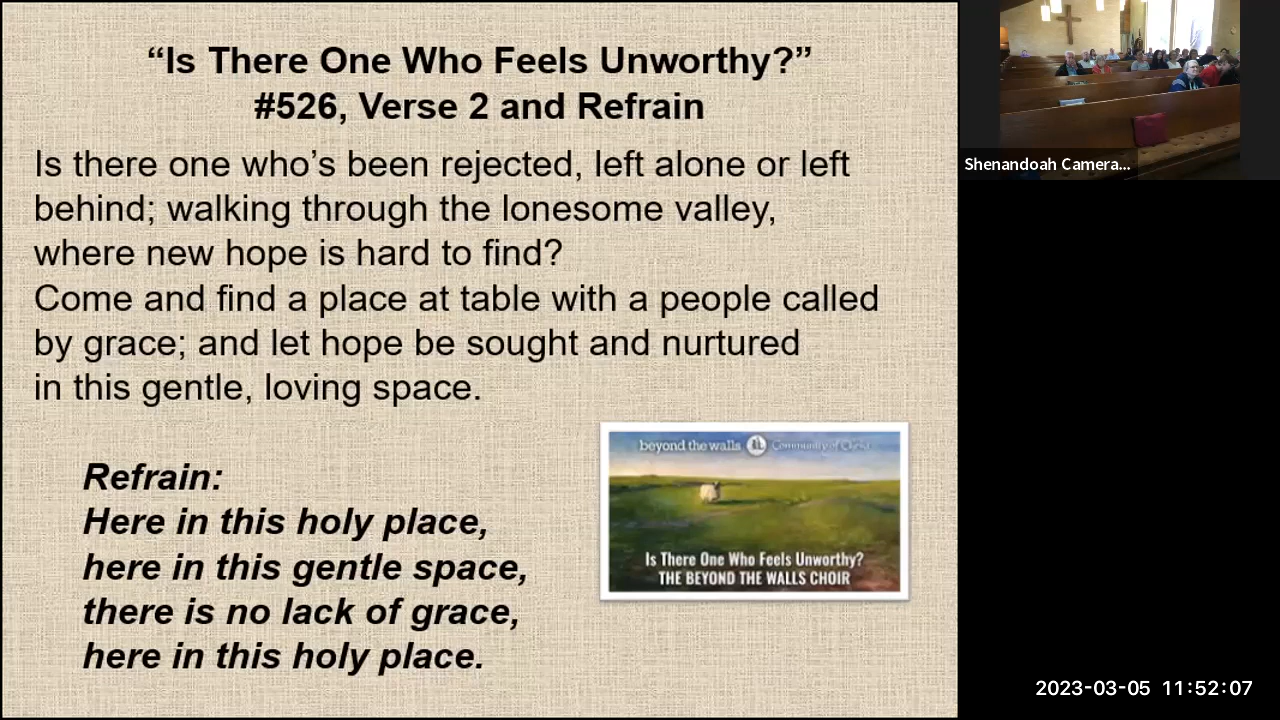 “Is There One Who Feels Unworthy?”
#526, Verse 2 and Refrain
Is there one who’s been rejected, left alone or left
behind; walking through the lonesome valley,
where new hope is hard to find?
Come and find a place at table with a people called
by grace; and let hope be sought and nurtured
in this gentle, loving space.
Refrain:
Here in this holy place,
here in this gentle space,
there is no lack of grace,
here in this holy place.
beyond the walls Community of Christ
Is There One Who Feels Unworthy?
THE BEYOND THE WALLS CHOIR
Shenandoah Camera...
2023-03-05 11:52:07